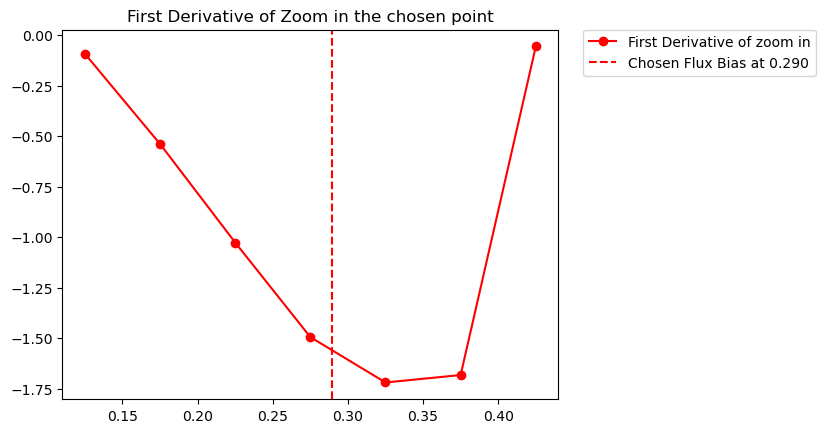 First Derivative of Zoom in the chosen point
0.00
−0.25
−0.50
−0.75
−1.00
−1.25
−1.50
−1.75
0.15 0.20 0.25 0.30 0.35 0.40
First Derivative of zoom in
Chosen Flux Bias at 0.290